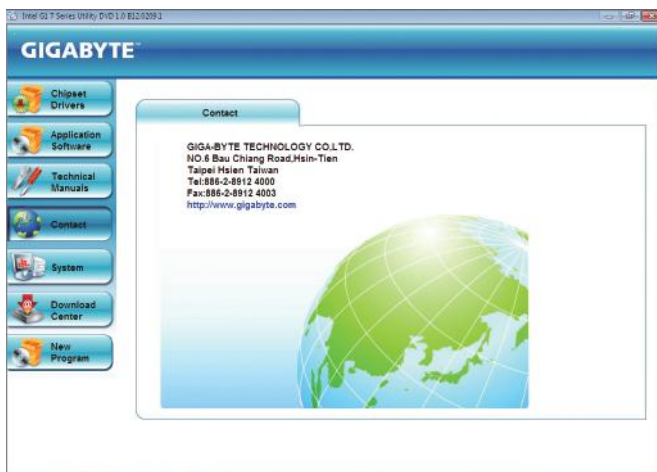 Intel G1 7 Series Utility DVD 1.0 B12.0209.1
GIGABYTE™
Chipset
Drivers
Application
Software
Technical
Manuals
Contact
System
Download
Center
New
Program
Contact
GIGA-BYTE TECHNOLOGY CO,LTD.
NO.6 Bau Chiang Road,Hsin-Tien
Taipei Hsien Taiwan
Tel:886-2-8912 4000
Fax:886-2-8912 4003
http://www.gigabyte.com